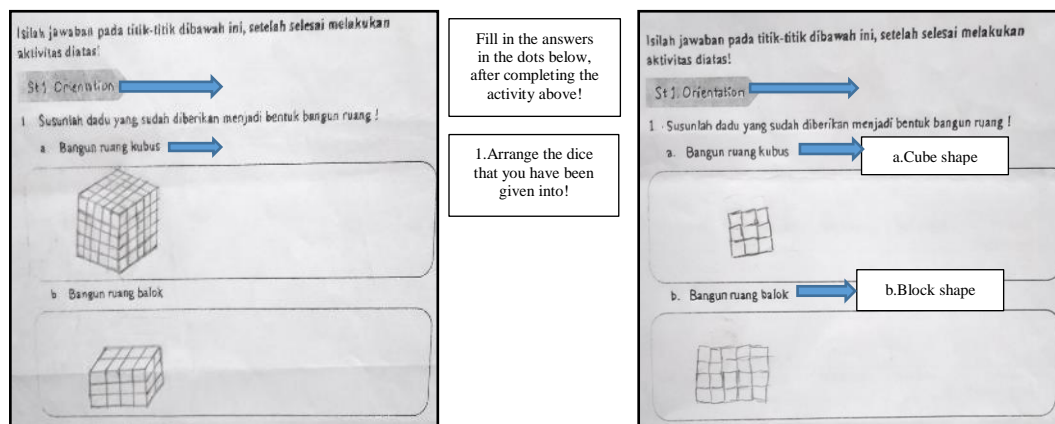 Isilah jawaban pada titik-titik dibawah ini, setelah selesai melakukan
aktivitas diatas!
St 1. Orientation
1 Susunlah dadu yang sudah diberikan menjadi bentuk bangun ruang !
a Bangun ruang kubus
b Bangun ruang balok
Fill in the answers
in the dots below,
after completing the
activity above!
1.Arrange the dice
that you have been
given into!
Isilah jawaban pada titik-titik dibawah ini, setelah selesai melakukan
aktivitas diatas!
St 1. Orientation
1 . Susunlah dadu yang sudah diberikan menjadi bentuk bangun ruang !
a. Bangun ruang kubus
a.Cube shape
b. Bangun ruang balok
b.Block shape